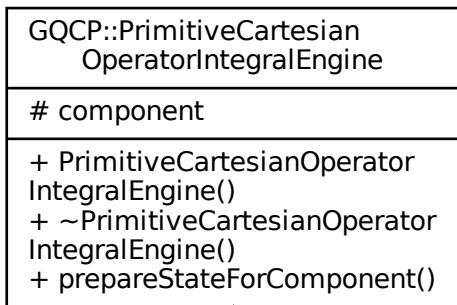 GQCP::PrimitiveCartesian
OperatorIntegralEngine
# component
+ PrimitiveCartesianOperator
IntegralEngine()
+ ~PrimitiveCartesianOperator
IntegralEngine()
+ prepareStateForComponent()